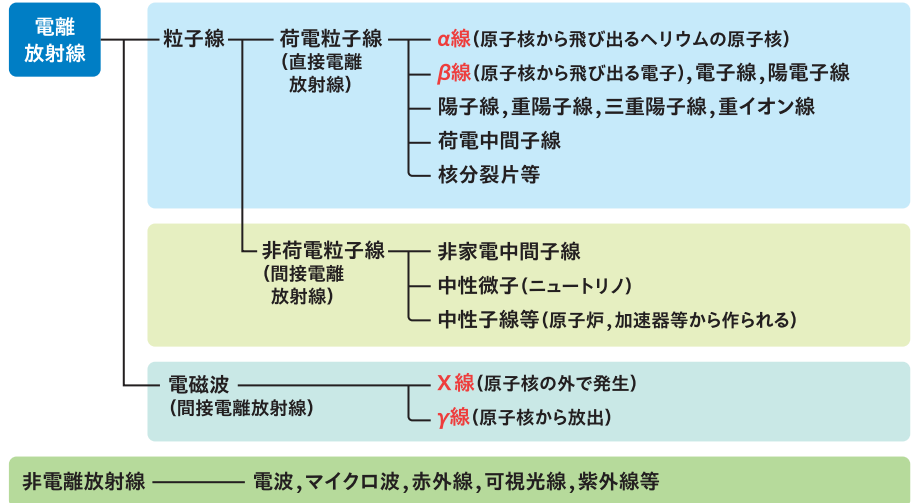 電離
放射線
粒子線
荷電粒子線
(直接電離
放射線)
α線(原子核から飛び出るヘリウムの原子核)
β線(原子核から飛び出る電子),電子線,陽電子線
陽子線,重陽子線,三重陽子線,重イオン線
荷電中間子線
核分裂片等
非荷電粒子線
(間接電離
放射線)
非家電中間子線
中性微子(ニュートリノ)
中性子線等(原子炉,加速器等から作られる)
電磁波
(間接電離放射線)
X線(原子核の外で発生)
γ線(原子核から放出)
非電離放射線
電波,マイクロ波,赤外線,可視光線,紫外線等